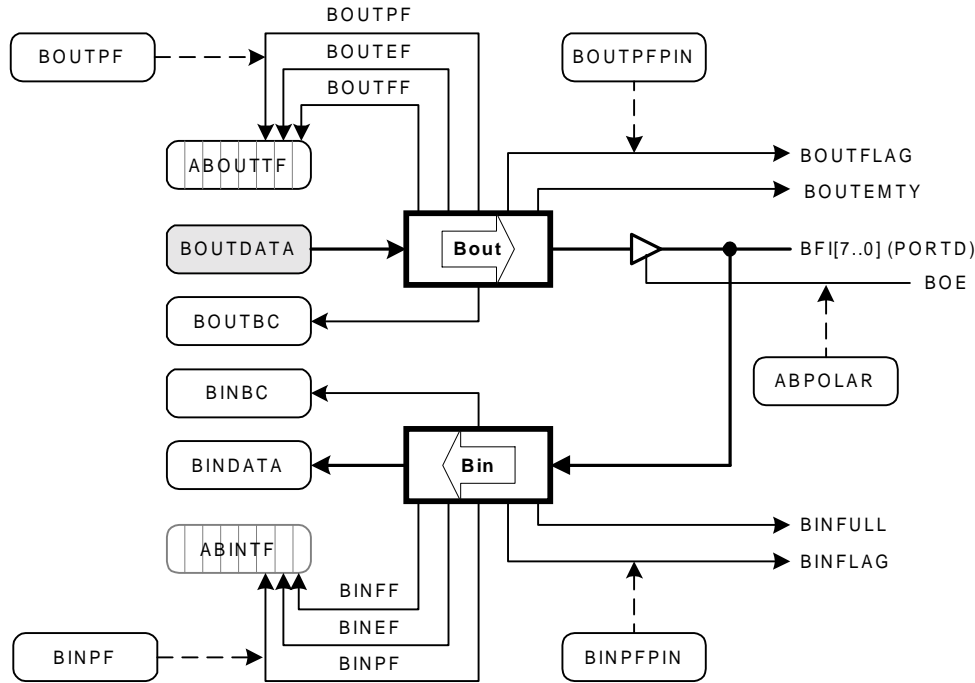 BOUTPF
BOUTPF
BOUTEF
BOUTFF
BOUTPFPIN
ABOUTTF
BOUTFLAG
BOUTEMTY
BOUTDATA
Bout
BFI[7..0] (PORTD)
BOE
BOUTBC
ABPOLAR
BINBC
BINDATA
Bin
ABINTF
BINFULL
BINFLAG
BINFF
BINEF
BINPF
BINPF
BINPFPIN